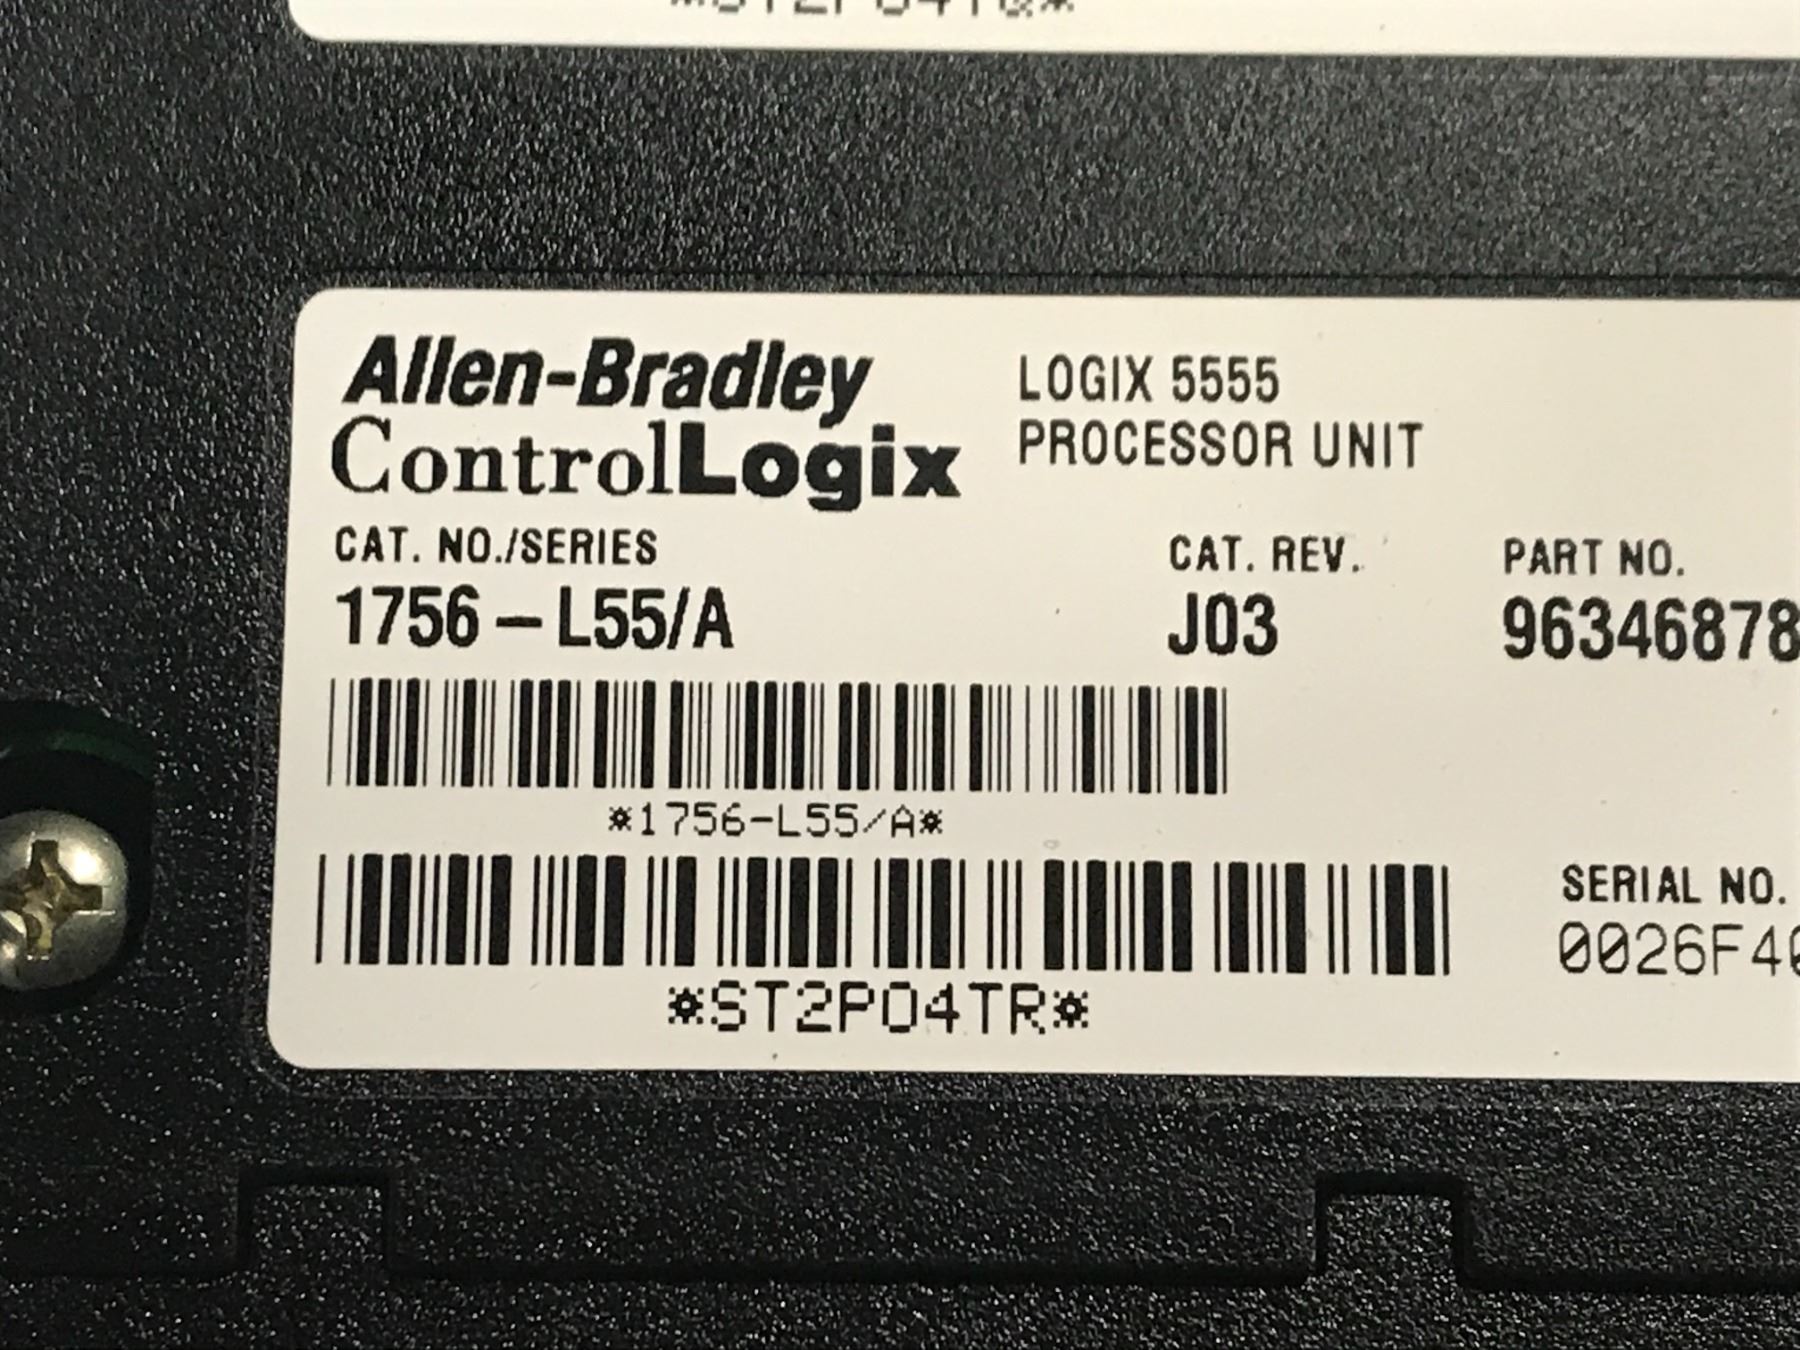 Allen-Bradley
ControlLogix
LOGIX 5555
PROCESSOR UNIT
CAT. NO./SERIES
1756-L55/A
CAT. REV.
J03
PART NO.
96346878
*1756-L55/A*
*ST2P04TR*
SERIAL NO.
0026F4